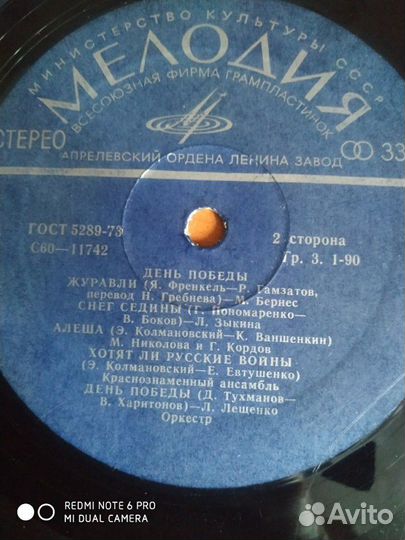 МИНИСТЕРСТВО КУЛЬТУРЫ СССР
МЕЛОДИЯ
ВСЕСОЮЗНАЯ ФИРМА ГРАМПЛАСТИНОК
СТЕРЕО
33
АПРЕЛЕВСКИЙ ОРДЕНА ЛЕНИНА ЗАВОД
ГОСТ 5289-73
С60—11742
2 сторона
Гр. 3. 1-90
ДЕНЬ ПОБЕДЫ
ЖУРАВЛИ (Я. Френкель—Р. Гамзатов,
перевод Н. Гребнева)—М. Бернес
СНЕГ СЕДИНЫ (Г. Пономаренко—
В. Боков)—Л. Зыкина
АЛЕША (Э. Колмановский—К. Ваншенкин)
М. Николова и Г. Кордов
ХОТЯТ ЛИ РУССКИЕ ВОЙНЫ
(Э. Колмановский—Е. Евтушенко)
Краснознаменный ансамбль
ДЕНЬ ПОБЕДЫ (Д. Тухманов—
В. Харитонов)—Л. Лещенко
Оркестр
REDMI NOTE 6 PRO
MI DUAL CAMERA
Avito